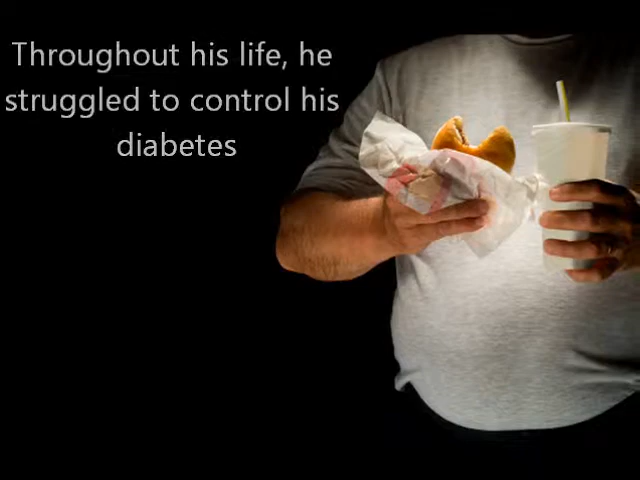 Throughout his life, he
struggled to control his
diabetes